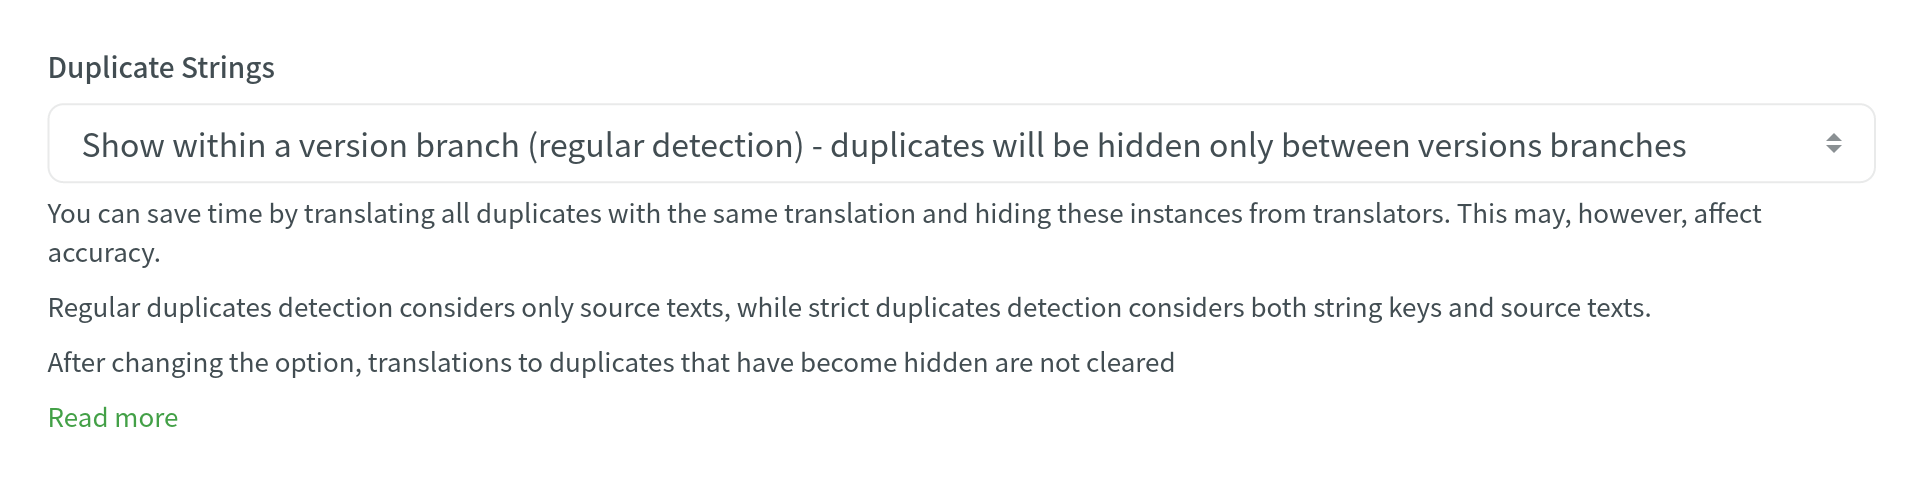 Duplicate Strings
Show within a version branch (regular detection) - duplicates will be hidden only between versions branches
You can save time by translating all duplicates with the same translation and hiding these instances from translators. This may, however, affect
accuracy.
Regular duplicates detection considers only source texts, while strict duplicates detection considers both string keys and source texts.
After changing the option, translations to duplicates that have become hidden are not cleared
Read more